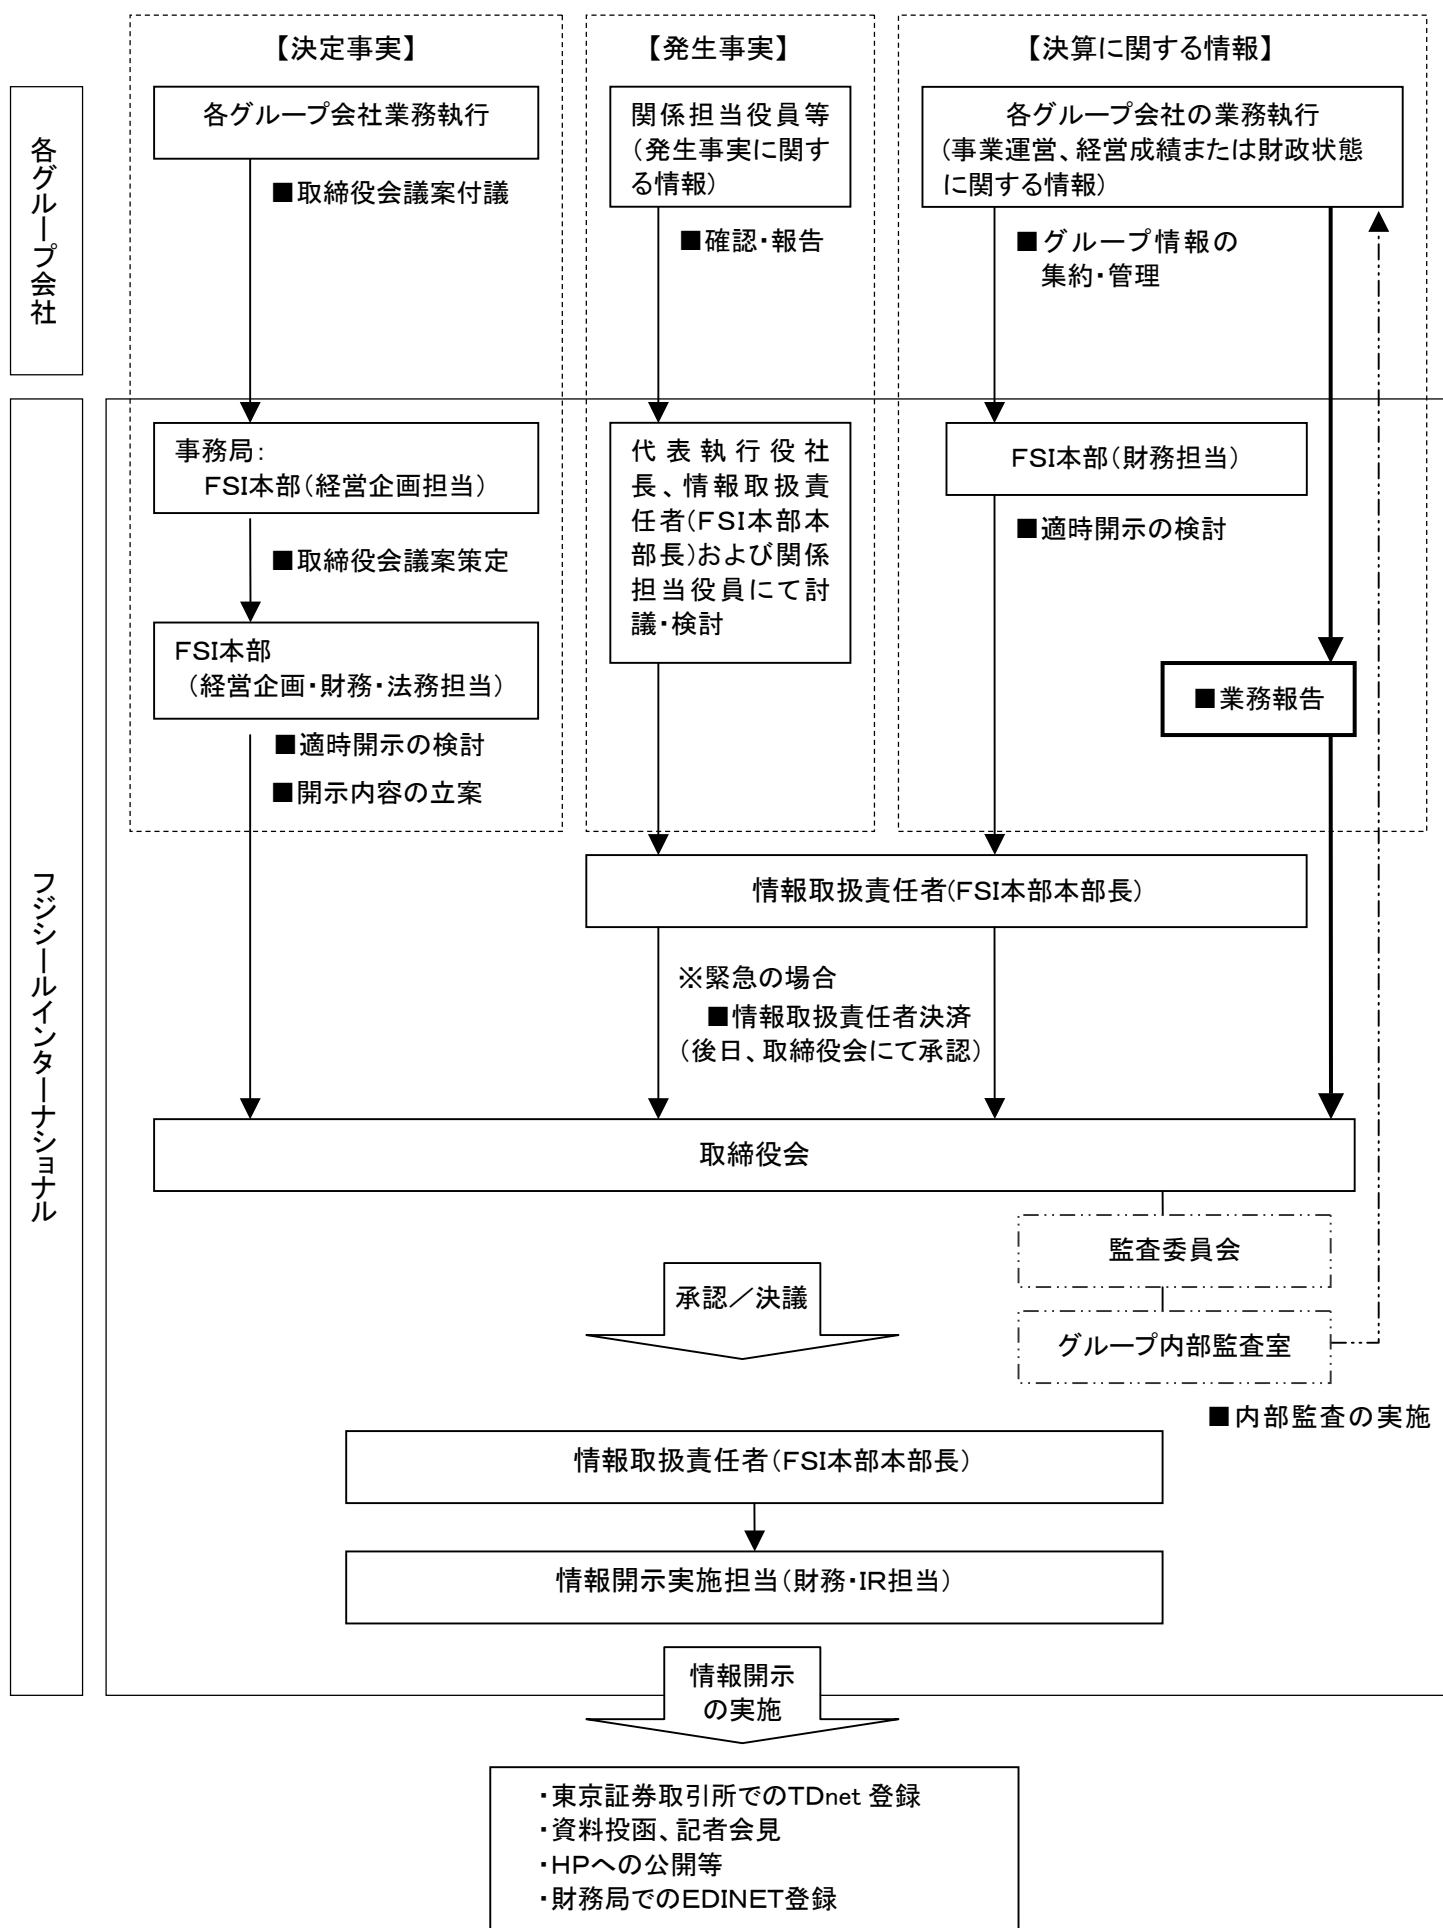 【決定事実】
各グループ会社業務執行
■取締役会議案付議
事務局:
FSI本部(経営企画担当)
■取締役会議案策定
FSI本部
(経営企画・財務・法務担当)
■適時開示の検討
■開示内容の立案
【発生事実】
関係担当役員等
(発生事実に関す
る情報)
■確認・報告
代表執行役社
長、情報取扱責
任者(FSI本部本
部長)および関係
担当役員にて討
議・検討
【決算に関する情報】
各グループ会社の業務執行
(事業運営、経営成績または財政状態
に関する情報)
■グループ情報の
集約・管理
FSI本部(財務担当)
■適時開示の検討
■業務報告
各グループ会社
フジシールインターナショナル
情報取扱責任者(FSI本部本部長)
※緊急の場合
■情報取扱責任者決済
(後日、取締役会にて承認)
取締役会
監査委員会
グループ内部監査室
■内部監査の実施
承認/決議
情報取扱責任者(FSI本部本部長)
情報開示実施担当(財務・IR担当)
情報開示
の実施
・東京証券取引所でのTDnet 登録
・資料投函、記者会見
・HPへの公開等
・財務局でのEDINET登録